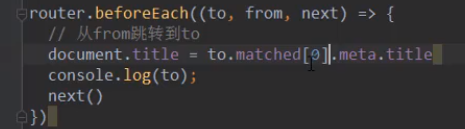 router.beforeEach((to, from, next) => {
// 从from跳转到to
document.title = to.matched[0].meta.title
console.log(to);
next()
})